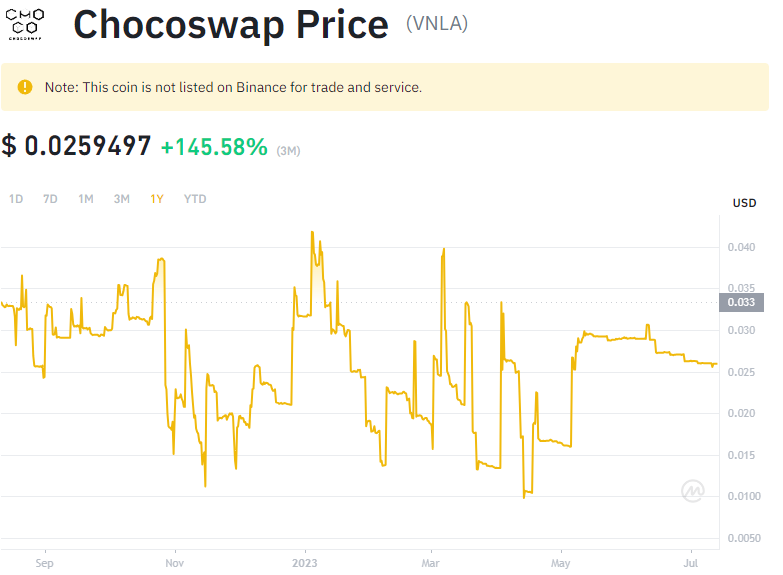 CHOCO
CHOCOSWAP
Chocoswap Price (VNLA)
Note: This coin is not listed on Binance for trade and service.
$ 0.0259497 +145.58% (3M)
1D 7D 1M 3M 1Y YTD
USD
0.040
0.035
0.033
0.030
0.025
0.020
0.015
0.0100
0.0050
Sep Nov 2023 Mar May Jul